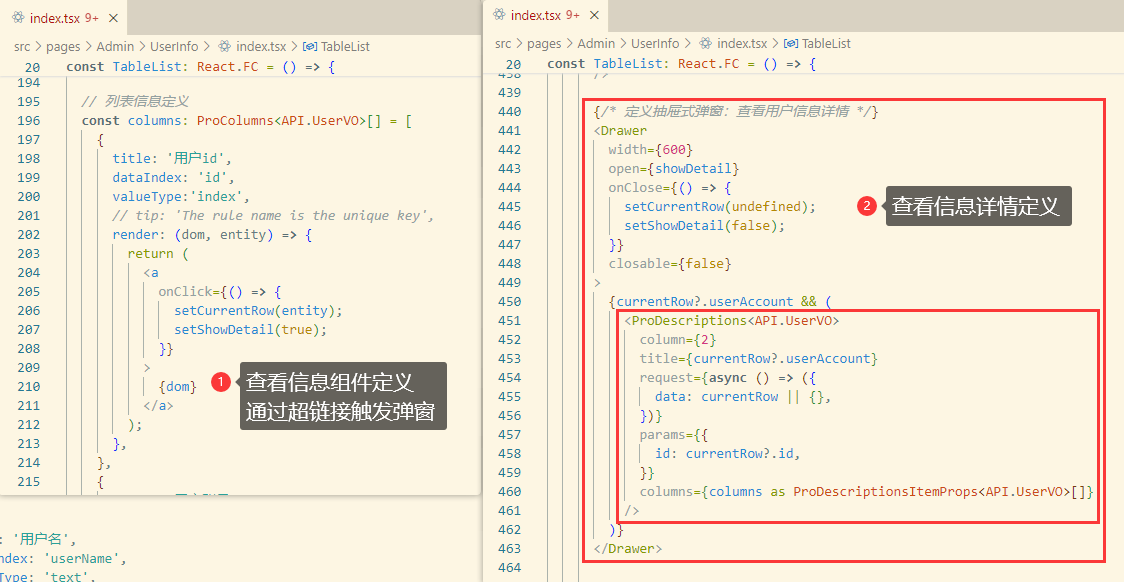 index.tsx 9+ ×
src > pages > Admin > UserInfo > index.tsx > TableList
20 const TableList: React.FC = () => {
194
195 // 列表信息定义
196 const columns: ProColumns<API.UserVO>[] = [
197 {
198 title: '用户id',
199 dataIndex: 'id',
200 valueType:'index',
201 // tip: 'The rule name is the unique key',
202 render: (dom, entity) => {
203 return (
204 <a
205 onClick={() => {
206 setCurrentRow(entity);
207 setShowDetail(true);
208 }}
209 >
210 {dom}
211 </a>
212 );
213 },
214 },
215 {
1 查看信息组件定义
通过超链接触发弹窗
: '用户名',
ndex: 'userName',
Type: 'text',
index.tsx 9+ ×
src > pages > Admin > UserInfo > index.tsx > TableList
20 const TableList: React.FC = () => {
438 />
439
440 {/* 定义抽屉式弹窗: 查看用户信息详情 */}
441 <Drawer
442 width={600}
443 open={showDetail}
444 onClose={() => {
445 setCurrentRow(undefined);
446 setShowDetail(false);
447 }}
448 closable={false}
449 >
450 {currentRow?.userAccount && (
451 <ProDescriptions<API.UserVO>
452 column={2}
453 title={currentRow?.userAccount}
454 request={async () => ({
455 data: currentRow || {},
456 })}
457 params={{
458 id: currentRow?.id,
459 }}
460 columns={columns as ProDescriptionsItemProps<API.UserVO>[]}
461 />
462 )}
463 </Drawer>
464
2 查看信息详情定义